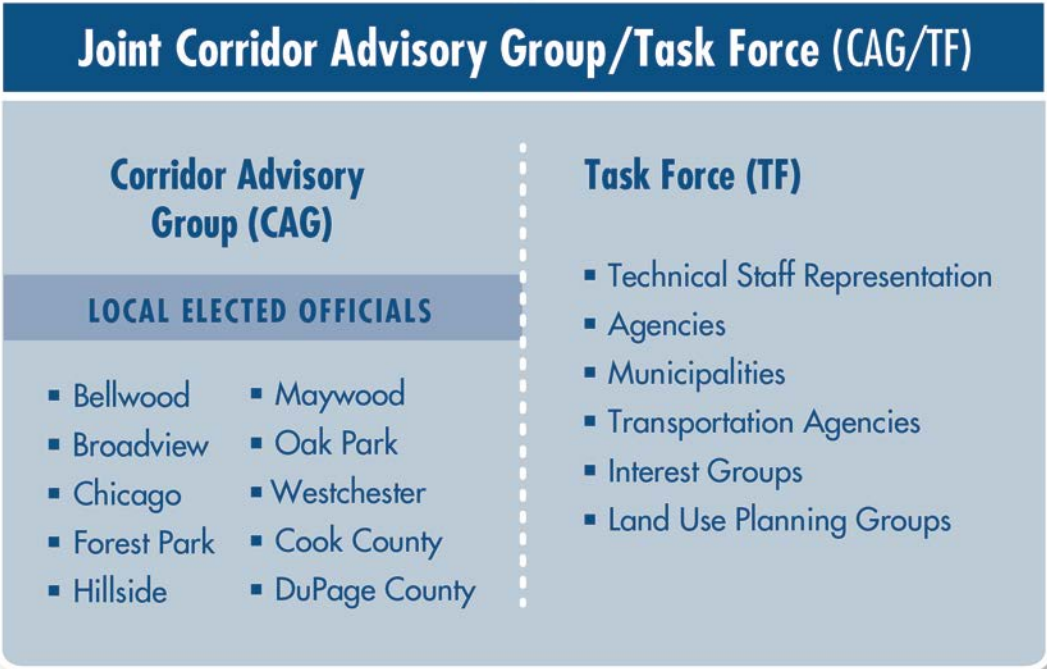 Joint Corridor Advisory Group/Task Force (CAG/TF)
Corridor Advisory
Group (CAG)
LOCAL ELECTED OFFICIALS
▪ Bellwood
▪ Broadview
▪ Chicago
▪ Forest Park
▪ Hillside
▪ Maywood
▪ Oak Park
▪ Westchester
▪ Cook County
▪ DuPage County
Task Force (TF)
▪ Technical Staff Representation
▪ Agencies
▪ Municipalities
▪ Transportation Agencies
▪ Interest Groups
▪ Land Use Planning Groups